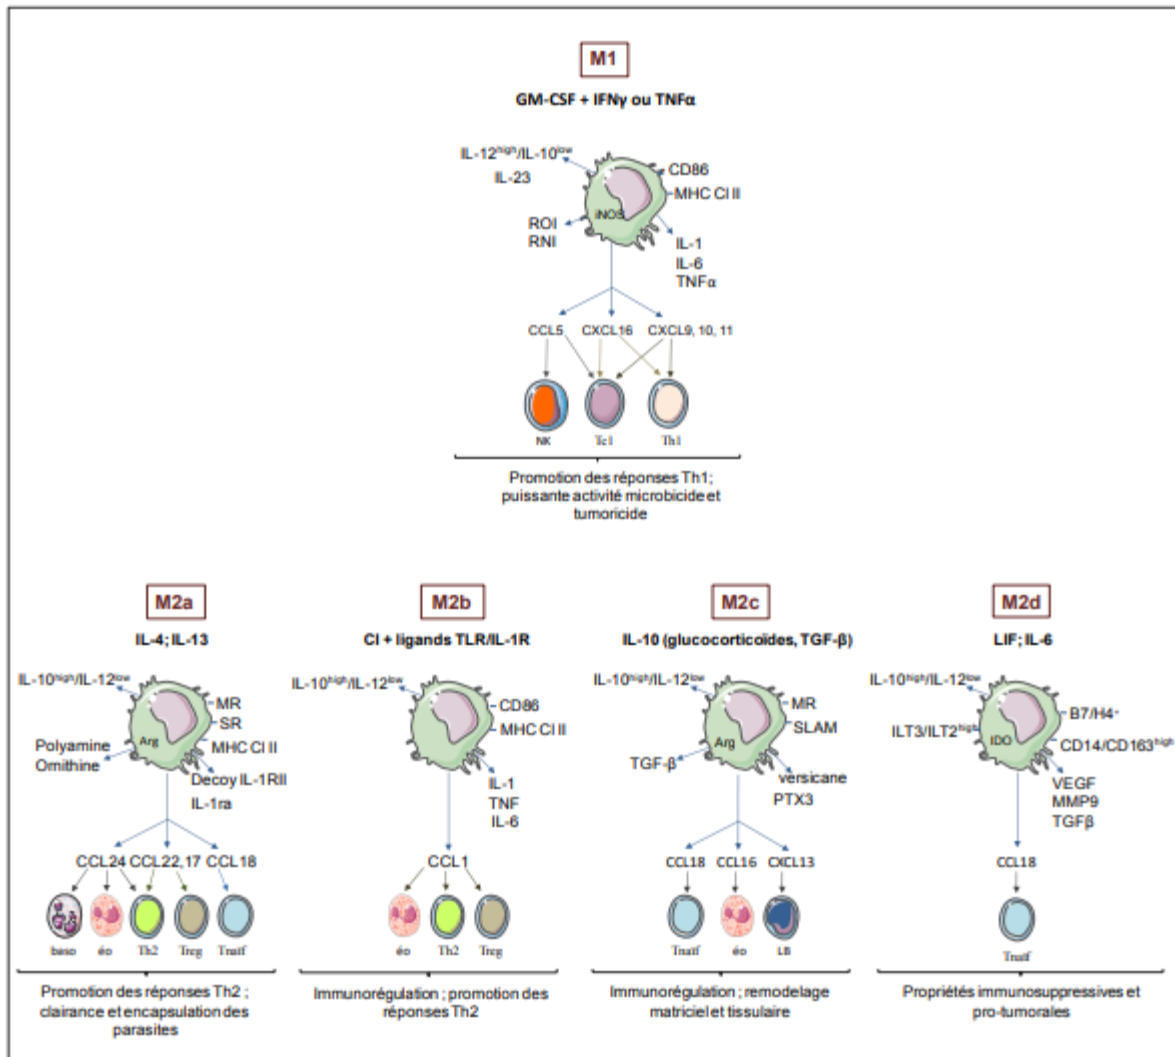 M1
GM-CSF + IFNγ ou TNFα
IL-12high/IL-10low
IL-23
CD86
MHC Cl II
iNOS
ROI
RNI
IL-1
IL-6
TNFα
CCL5 CXCL16 CXCL9, 10, 11
NK Tc1 Th1
Promotion des réponses Th1 ;
puissante activité microbicide et
tumoricide
M2a
IL-4; IL-13
IL-10high/IL-12low
MR
SR
MHC Cl II
Arg
Polyamine
Ornithine
Decoy IL-1RII
IL-1ra
CCL24 CCL22, 17 CCL18
baso éo Th2 Treg Tnaïf
Promotion des réponses Th2 ;
clairance et encapsulation des
parasites
M2b
CI + ligands TLR/IL-1R
IL-10high/IL-12low
CD86
MHC Cl II
IL-1
TNF
IL-6
CCL1
éo Th2 Treg
Immunorégulation ; promotion des
réponses Th2
M2c
IL-10 (glucocorticoïdes, TGF-β)
IL-10high/IL-12low
MR
SLAM
Arg
TGF-β
versicane
PTX3
CCL18 CCL16 CXCL13
Tnaïf éo LB
Immunorégulation ; remodelage
matriciel et tissulaire
M2d
LIF; IL-6
IL-10high/IL-12low
B7/H4+
ILT3/ILT2high
IDO
CD14/CD163high
VEGF
MMP9
TGFβ
CCL18
Tnaïf
Propriétés immunosuppressives et
pro-tumorales